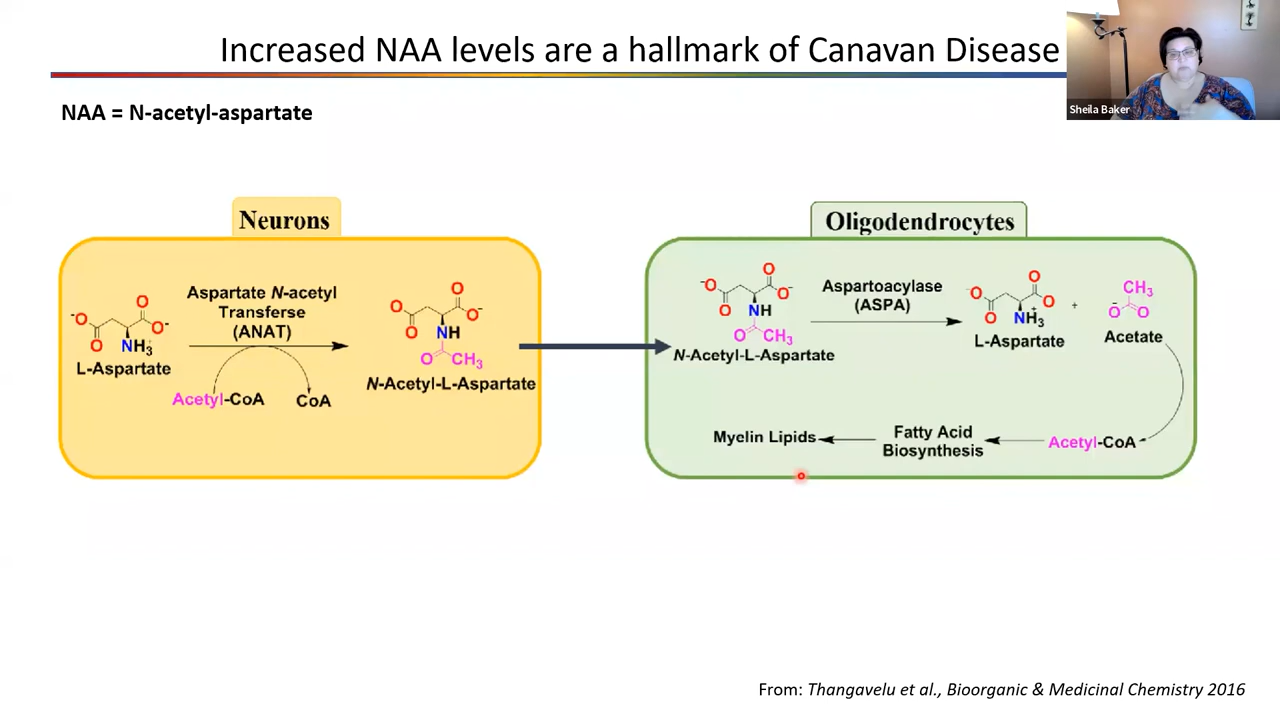 Increased NAA levels are a hallmark of Canavan Disease
Sheila Baker
NAA = N-acetyl-aspartate
Neurons
⁻O
O
O
O⁻
NH₃
L-Aspartate
Aspartate N-acetyl
Transferse
(ANAT)
Acetyl-CoA
CoA
O
O
O
O⁻
NH
O
CH₃
N-Acetyl-L-Aspartate
Oligodendrocytes
⁻O
O
O
O⁻
NH
O
CH₃
N-Acetyl-L-Aspartate
Aspartoacylase
(ASPA)
⁻O
O
O
O
NH₃
+
L-Aspartate
+
CH₃
⁻O
O
Acetate
Myelin Lipids
Fatty Acid
Biosynthesis
Acetyl-CoA
From: Thangavelu et al., Bioorganic & Medicinal Chemistry 2016